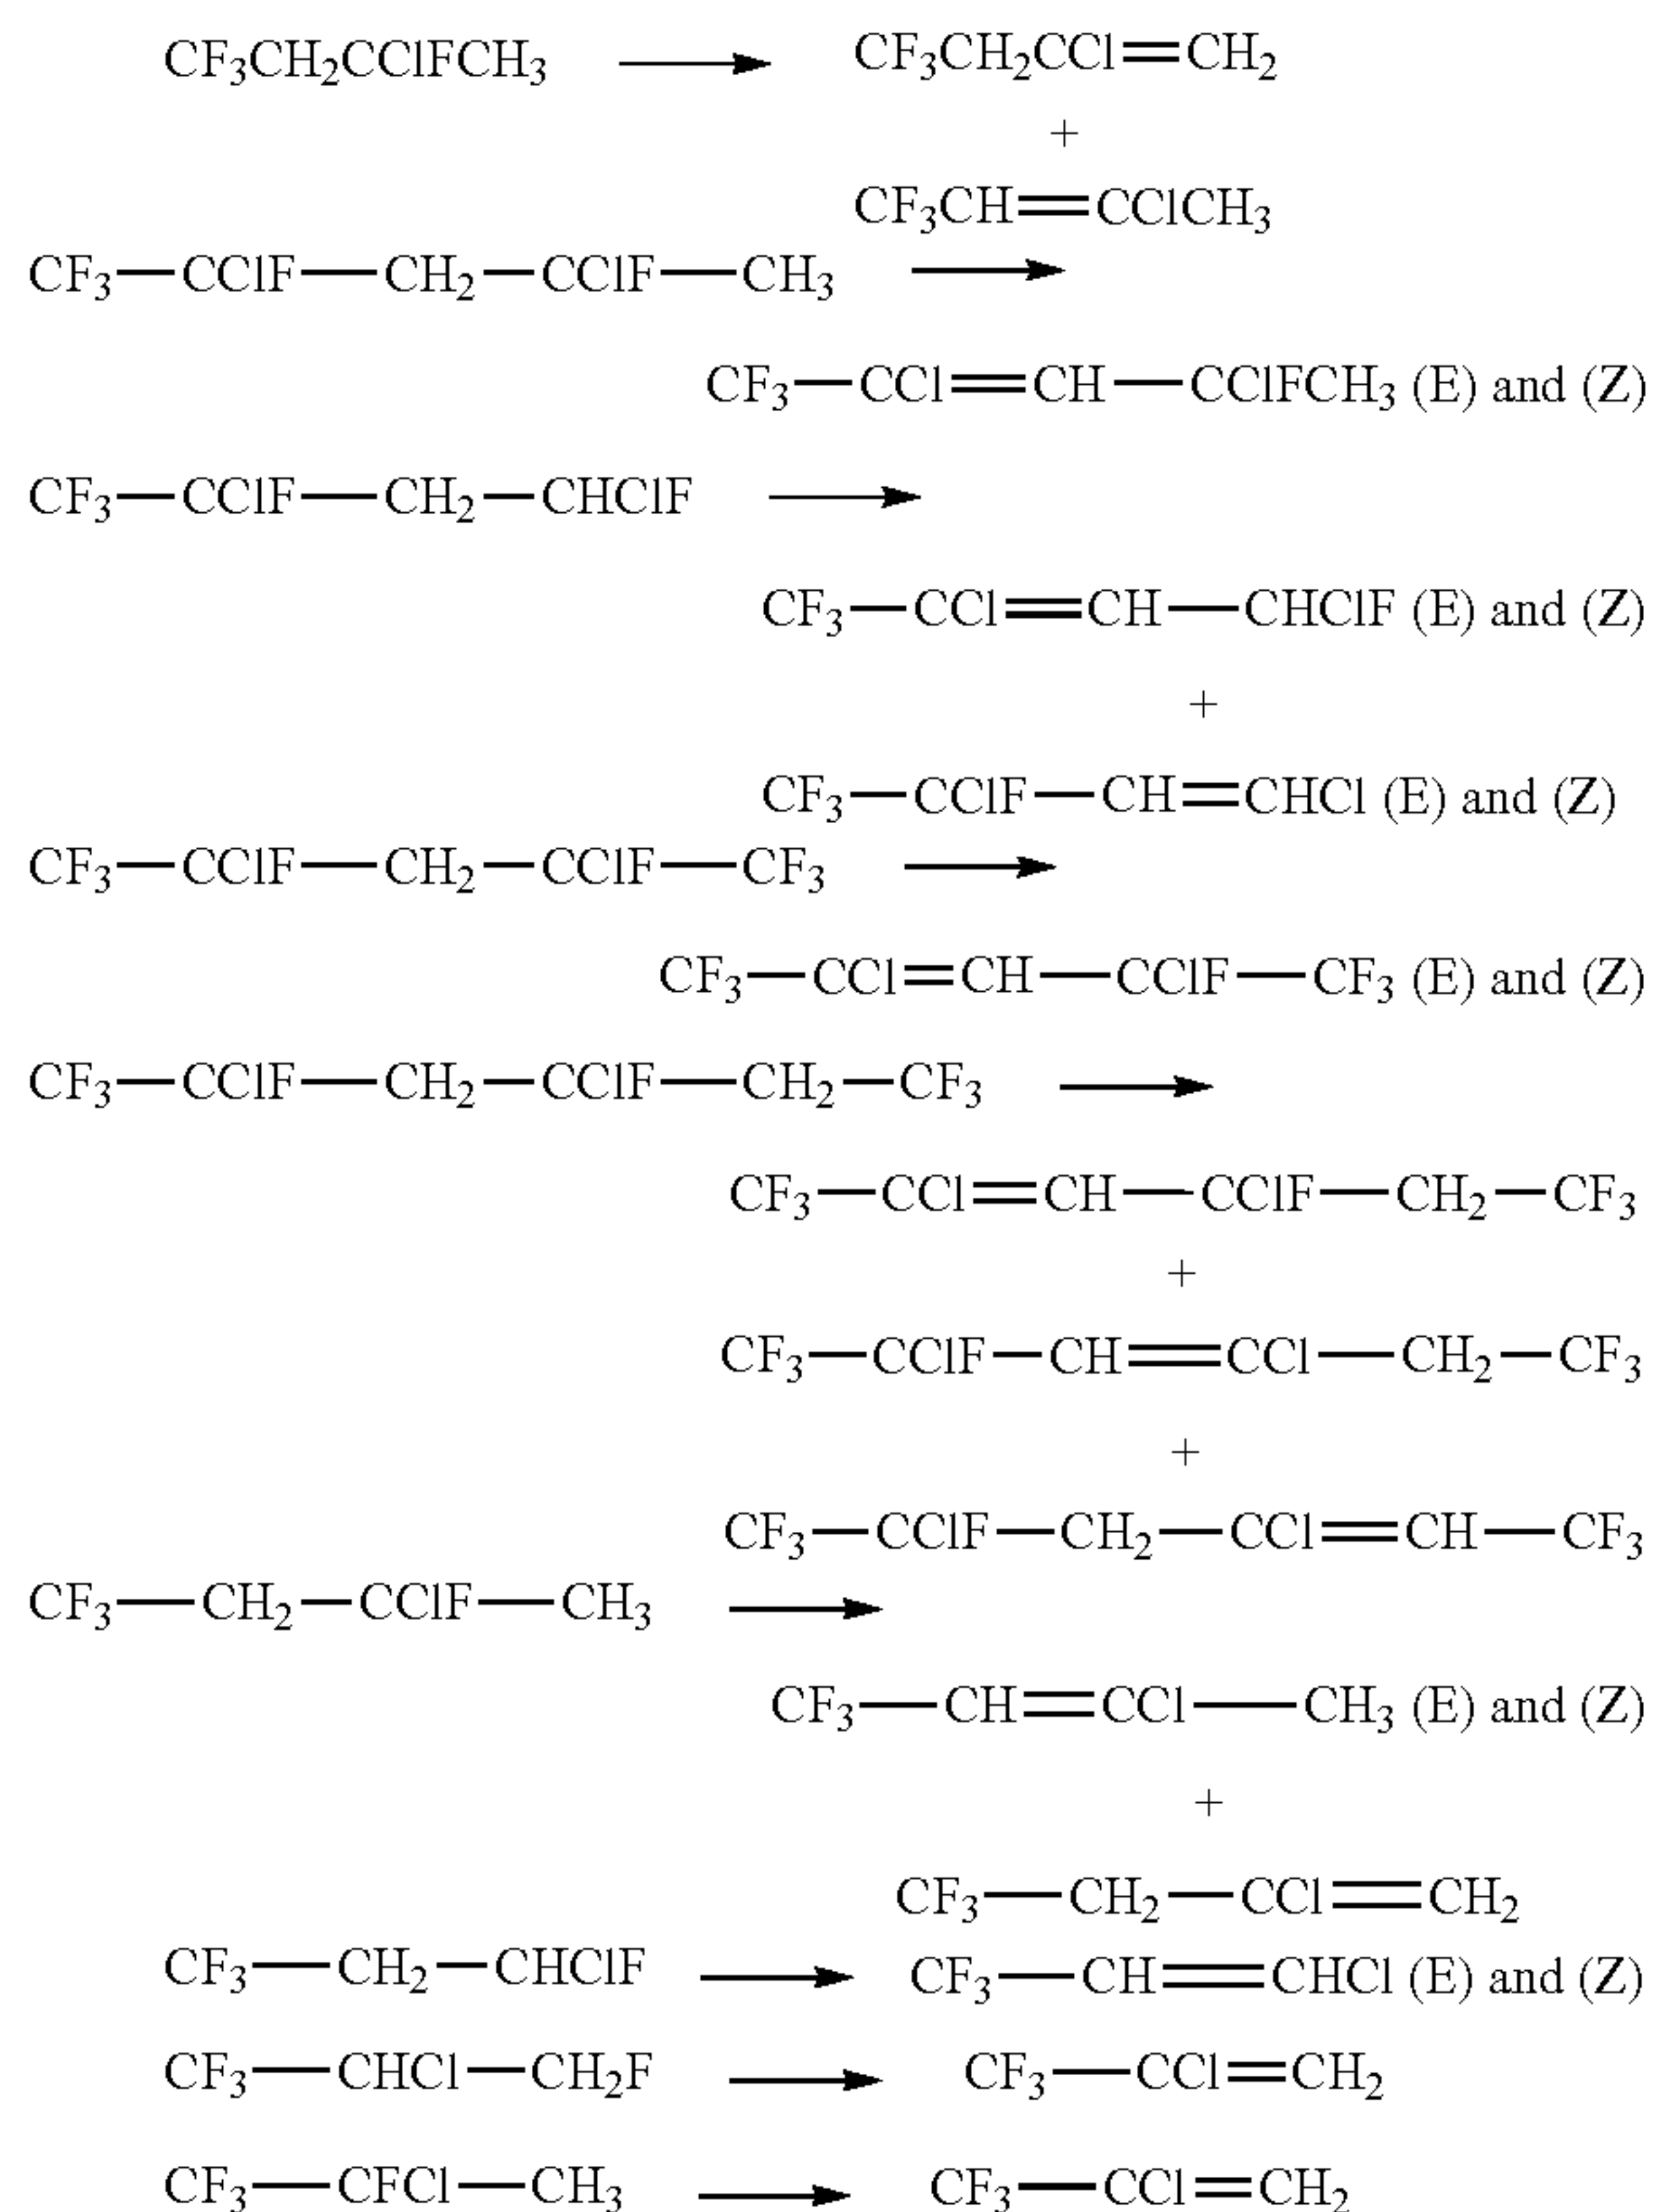 CF₃CH₂CClFCH₃ ⟶ CF₃CH₂CCl=CH₂
+
CF₃CH=CClCH₃
CF₃—CClF—CH₂—CClF—CH₃ ⟶
CF₃—CCl=CH—CClFCH₃ (E) and (Z)
CF₃—CClF—CH₂—CHClF ⟶
CF₃—CCl=CH—CHClF (E) and (Z)
+
CF₃—CClF—CH=CHCl (E) and (Z)
CF₃—CClF—CH₂—CClF—CF₃ ⟶
CF₃—CCl=CH—CClF—CF₃ (E) and (Z)
CF₃—CClF—CH₂—CClF—CH₂—CF₃ ⟶
CF₃—CCl=CH—CClF—CH₂—CF₃
+
CF₃—CClF—CH=CCl—CH₂—CF₃
+
CF₃—CClF—CH₂—CCl=CH—CF₃
CF₃—CH₂—CClF—CH₃ ⟶
CF₃—CH=CCl—CH₃ (E) and (Z)
+
CF₃—CH₂—CCl=CH₂
CF₃—CH₂—CHClF ⟶ CF₃—CH=CHCl (E) and (Z)
CF₃—CHCl—CH₂F ⟶ CF₃—CCl=CH₂
CF₃—CFCl—CH₃ ⟶ CF₃—CCl=CH₂